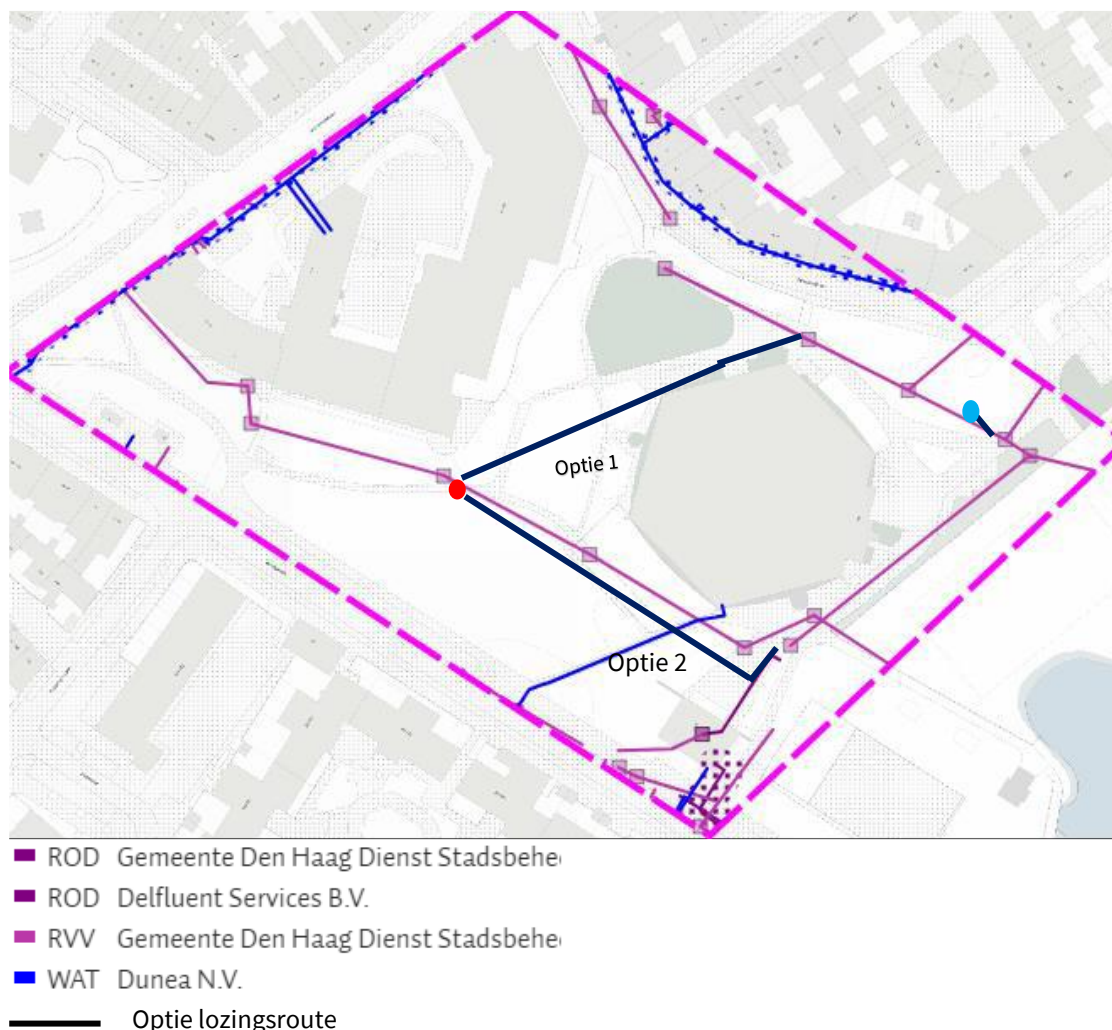 Optie 1
Optie 2
ROD Gemeente Den Haag Dienst Stadsbehe
ROD Delfluent Services B.V.
RVV Gemeente Den Haag Dienst Stadsbehe
WAT Dunea N.V.
Optie lozingsroute